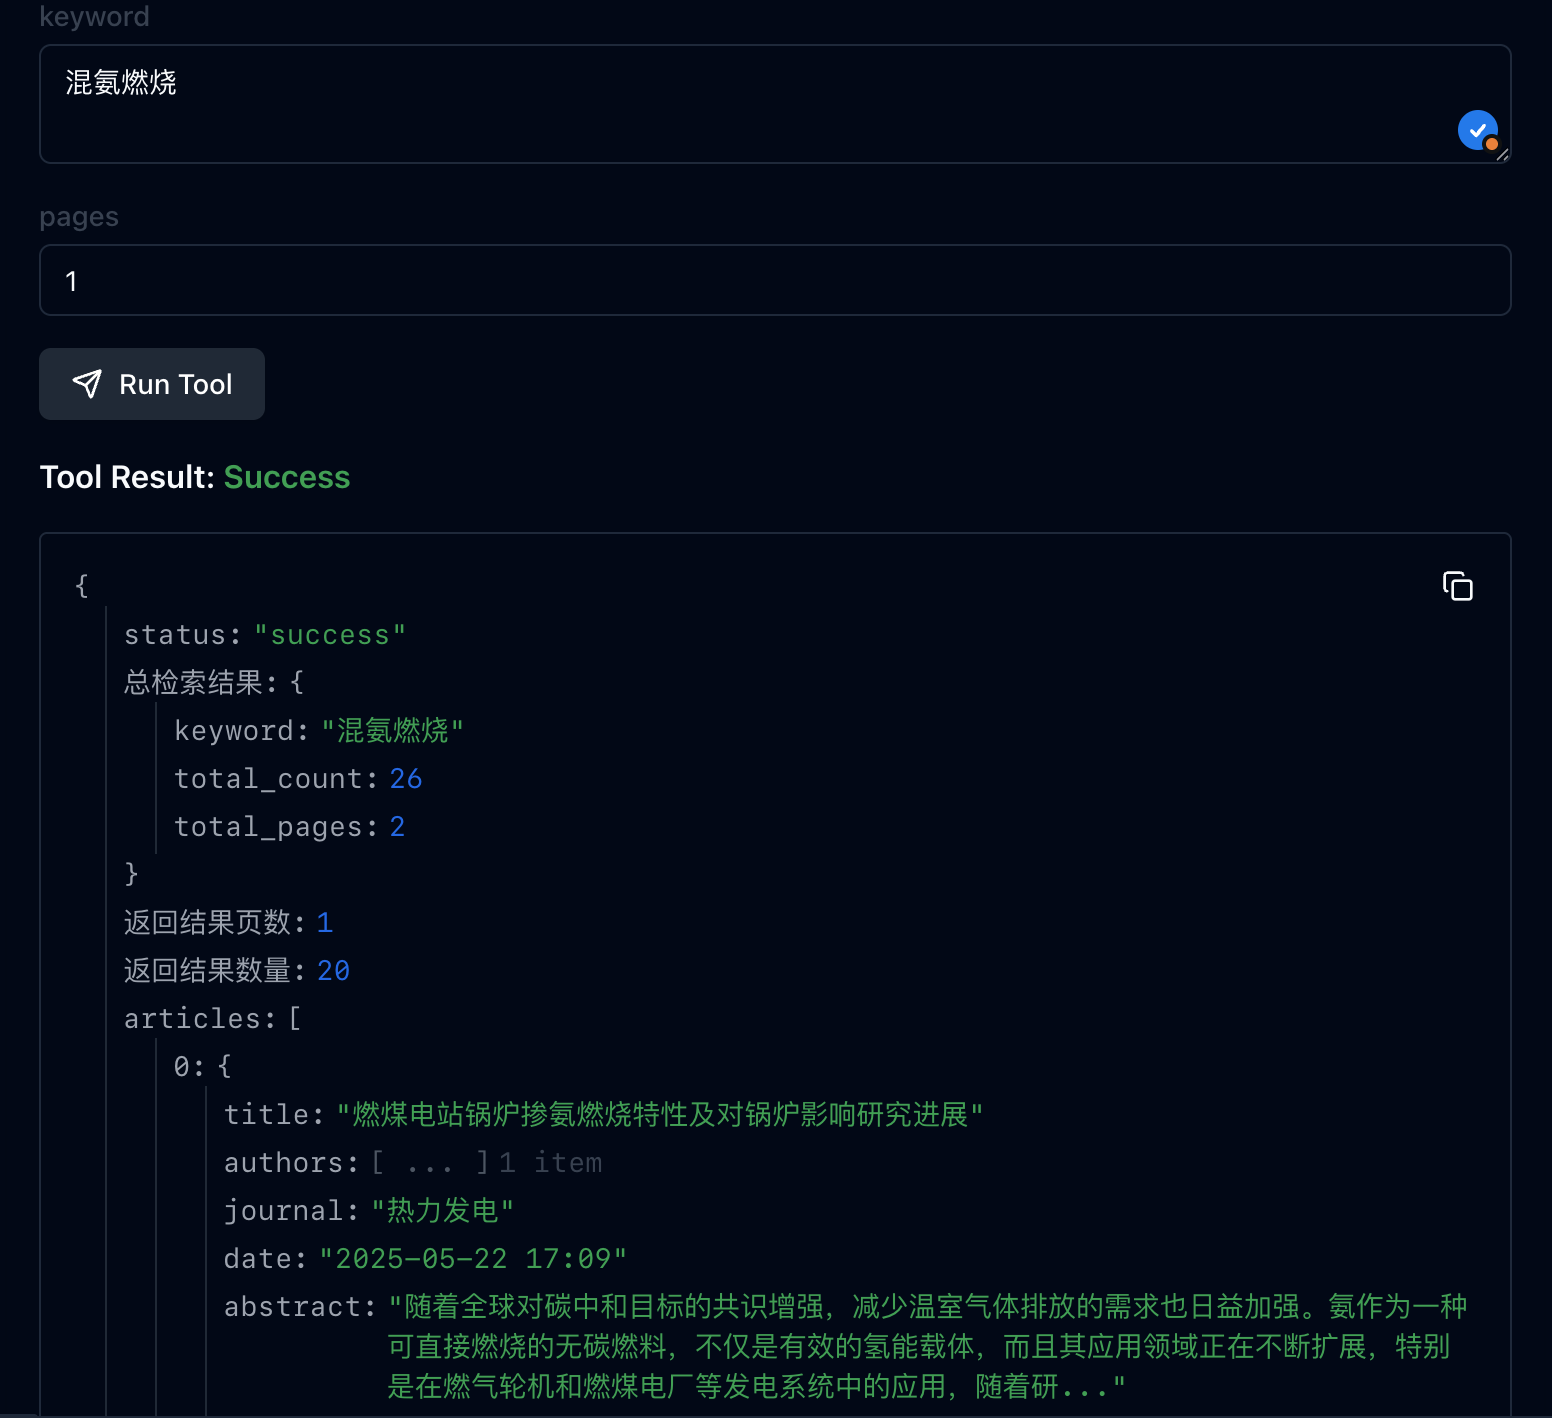 keyword
混氨燃烧
pages
1
Run Tool
Tool Result: Success
{
status: "success"
总检索结果: {
keyword: "混氨燃烧"
total_count: 26
total_pages: 2
}
返回结果页数: 1
返回结果数量: 20
articles: [
0: {
title: "燃煤电站锅炉掺氨燃烧特性及对锅炉影响研究进展"
authors: [ ... ] 1 item
journal: "热力发电"
date: "2025-05-22 17:09"
abstract: "随着全球对碳中和目标的共识增强，减少温室气体排放的需求也日益加强。氨作为一种
可直接燃烧的无碳燃料，不仅是有效的氢能载体，而且其应用领域正在不断扩展，特别
是在燃气轮机和燃煤电厂等发电系统中的应用，随着研..."